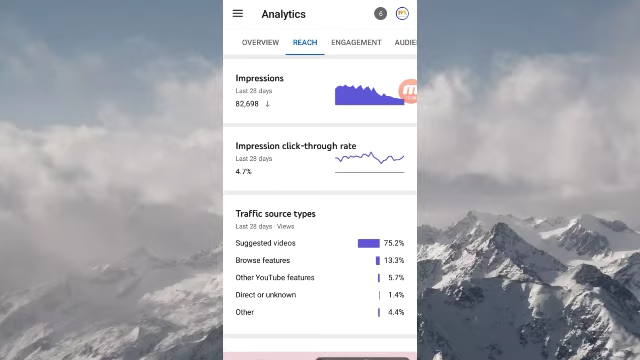 Analytics
6
OVERVIEW REACH ENGAGEMENT AUDIE
Impressions
Last 28 days
82,698 ↓
Impression click-through rate
Last 28 days
4.7%
Traffic source types
Last 28 days · Views
Suggested videos 75.2%
Browse features 13.3%
Other YouTube features 5.7%
Direct or unknown 1.4%
Other 4.4%